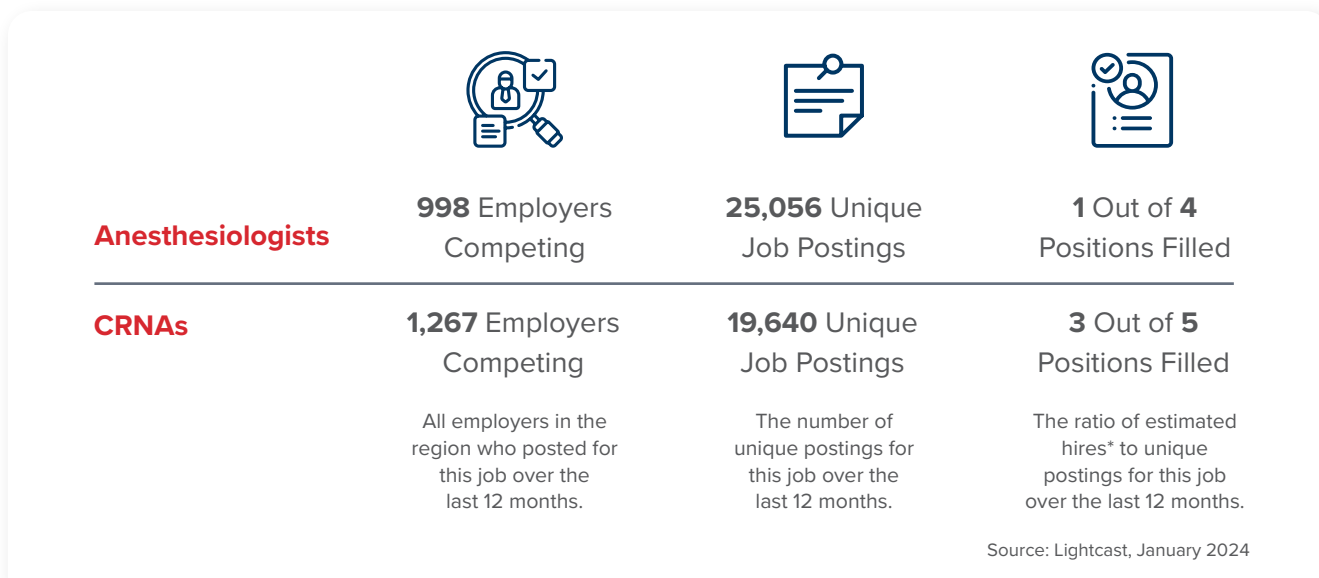 Anesthesiologists
998 Employers
Competing
25,056 Unique
Job Postings
1 Out of 4
Positions Filled
CRNAs
1,267 Employers
Competing
19,640 Unique
Job Postings
3 Out of 5
Positions Filled
All employers in the
region who posted for
this job over the
last 12 months.
The number of
unique postings for
this job over the
last 12 months.
The ratio of estimated
hires* to unique
postings for this job
over the last 12 months.
Source: Lightcast, January 2024